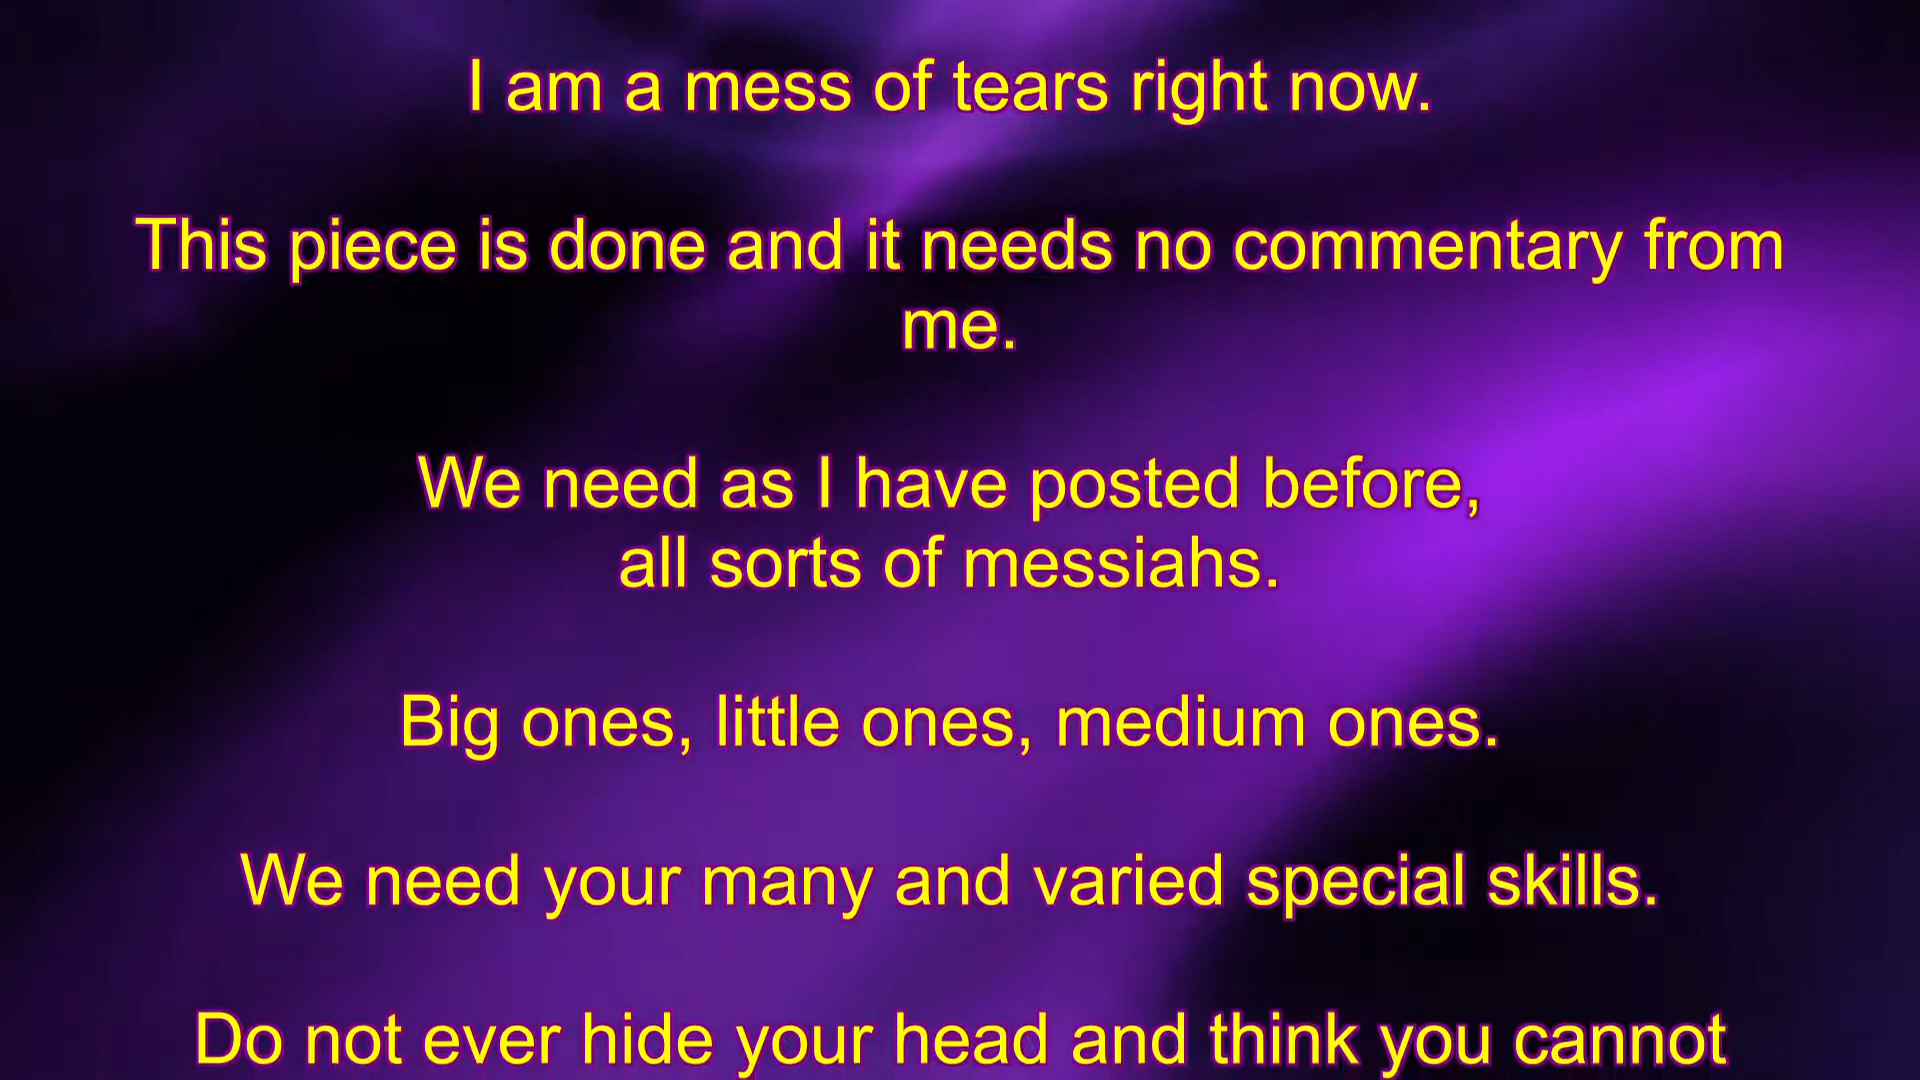 I am a mess of tears right now.
This piece is done and it needs no commentary from
me.
We need as I have posted before,
all sorts of messiahs.
Big ones, little ones, medium ones.
We need your many and varied special skills.
Do not ever hide your head and think you cannot